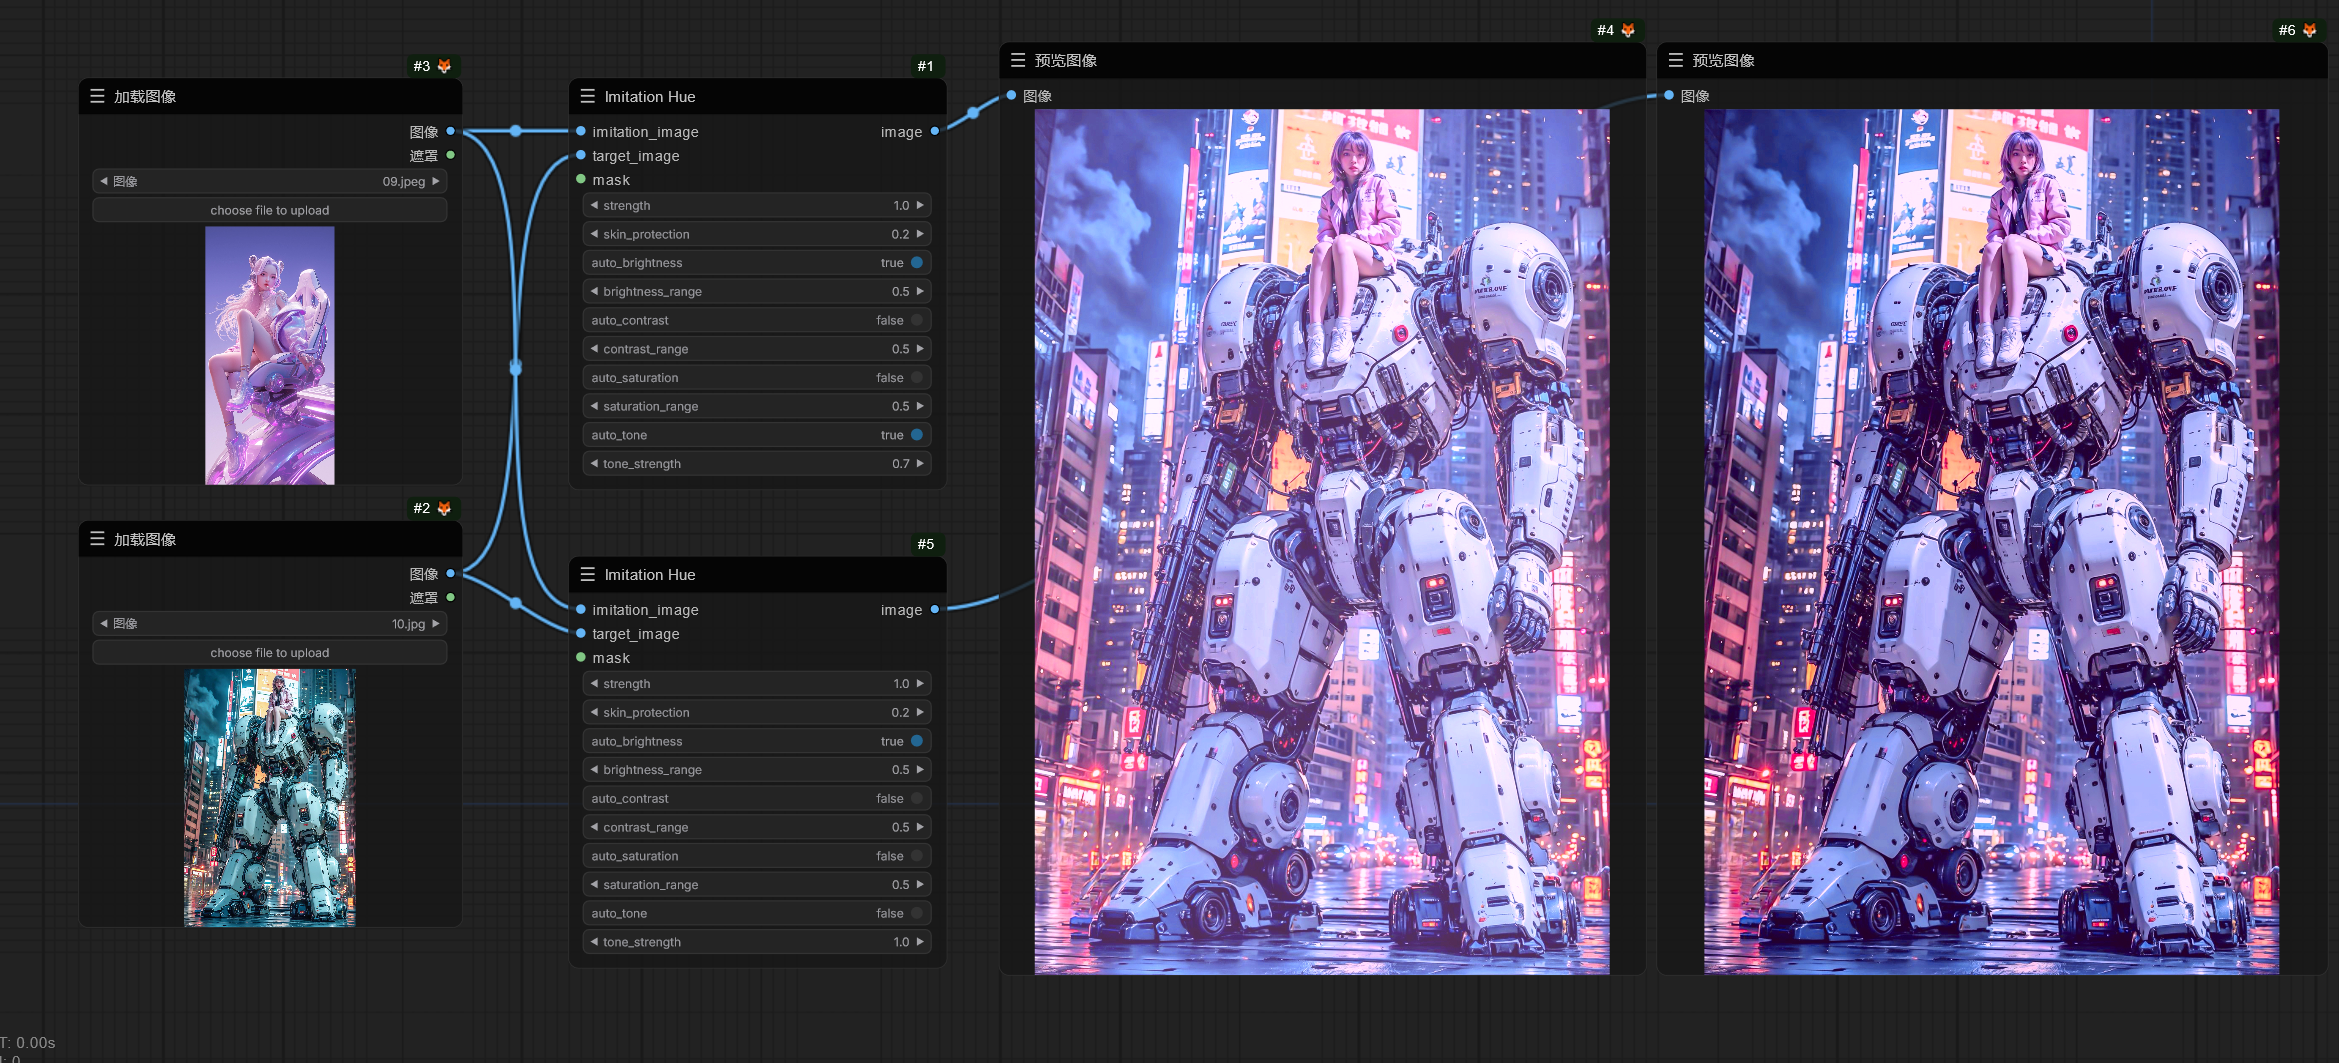 #3
加载图像
图像
遮罩
图像 09.jpeg
choose file to upload
#2
加载图像
图像
遮罩
图像 10.jpg
choose file to upload
#1
Imitation Hue
imitation_image image
target_image
mask
strength 1.0
skin_protection 0.2
auto_brightness true
brightness_range 0.5
auto_contrast false
contrast_range 0.5
auto_saturation false
saturation_range 0.5
auto_tone true
tone_strength 0.7
#5
Imitation Hue
imitation_image image
target_image
mask
strength 1.0
skin_protection 0.2
auto_brightness true
brightness_range 0.5
auto_contrast false
contrast_range 0.5
auto_saturation false
saturation_range 0.5
auto_tone false
tone_strength 1.0
#4
预览图像
图像
#6
预览图像
图像
T: 0.00s